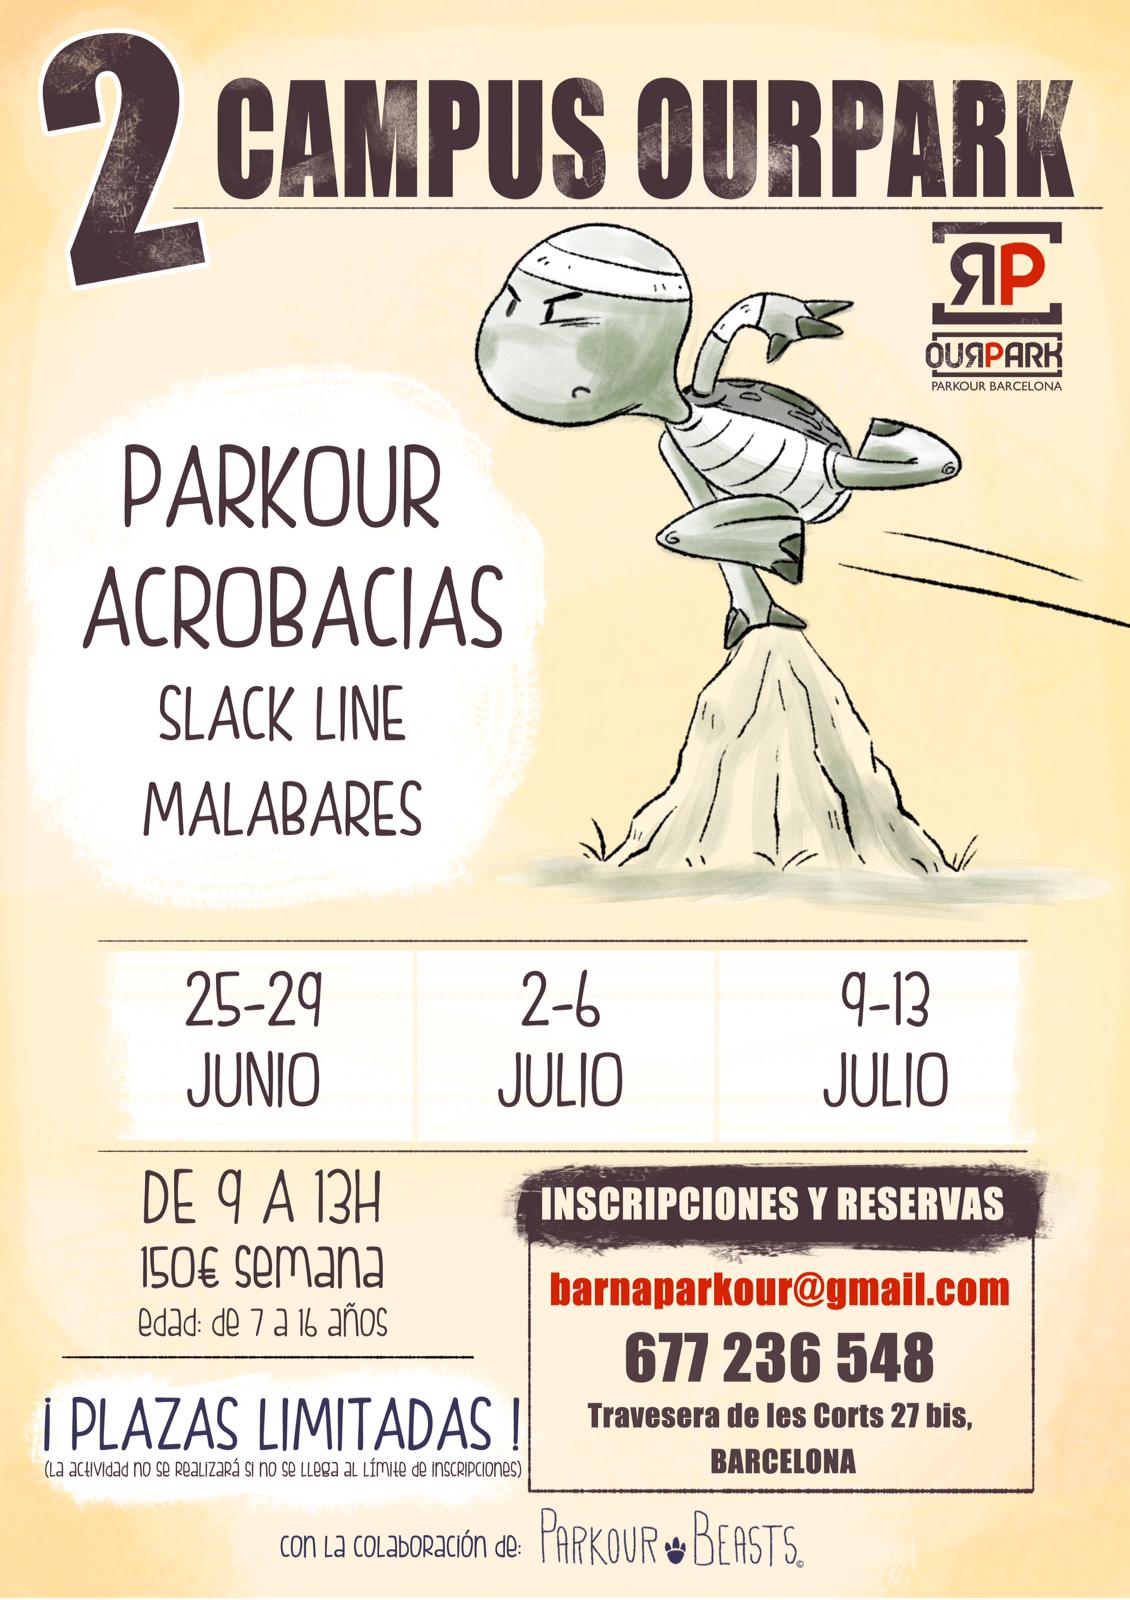 2 CAMPUS OURPARK
ЯP
OUЯPARK
PARKOUR BARCELONA
PARKOUR
ACROBACIAS
SLACK LINE
MALABARES
25-29
JUNIO
2-6
JULIO
9-13
JULIO
DE 9 A 13H
150€ semana
edad: de 7 a 16 años
¡ PLAZAS LIMITADAS !
(La actividad no se realizará si no se llega al límite de inscripciones)
INSCRIPCIONES Y RESERVAS
barnaparkour@gmail.com
677 236 548
Travesera de les Corts 27 bis,
BARCELONA
con la colaboración de: PARKOUR BEASTS©